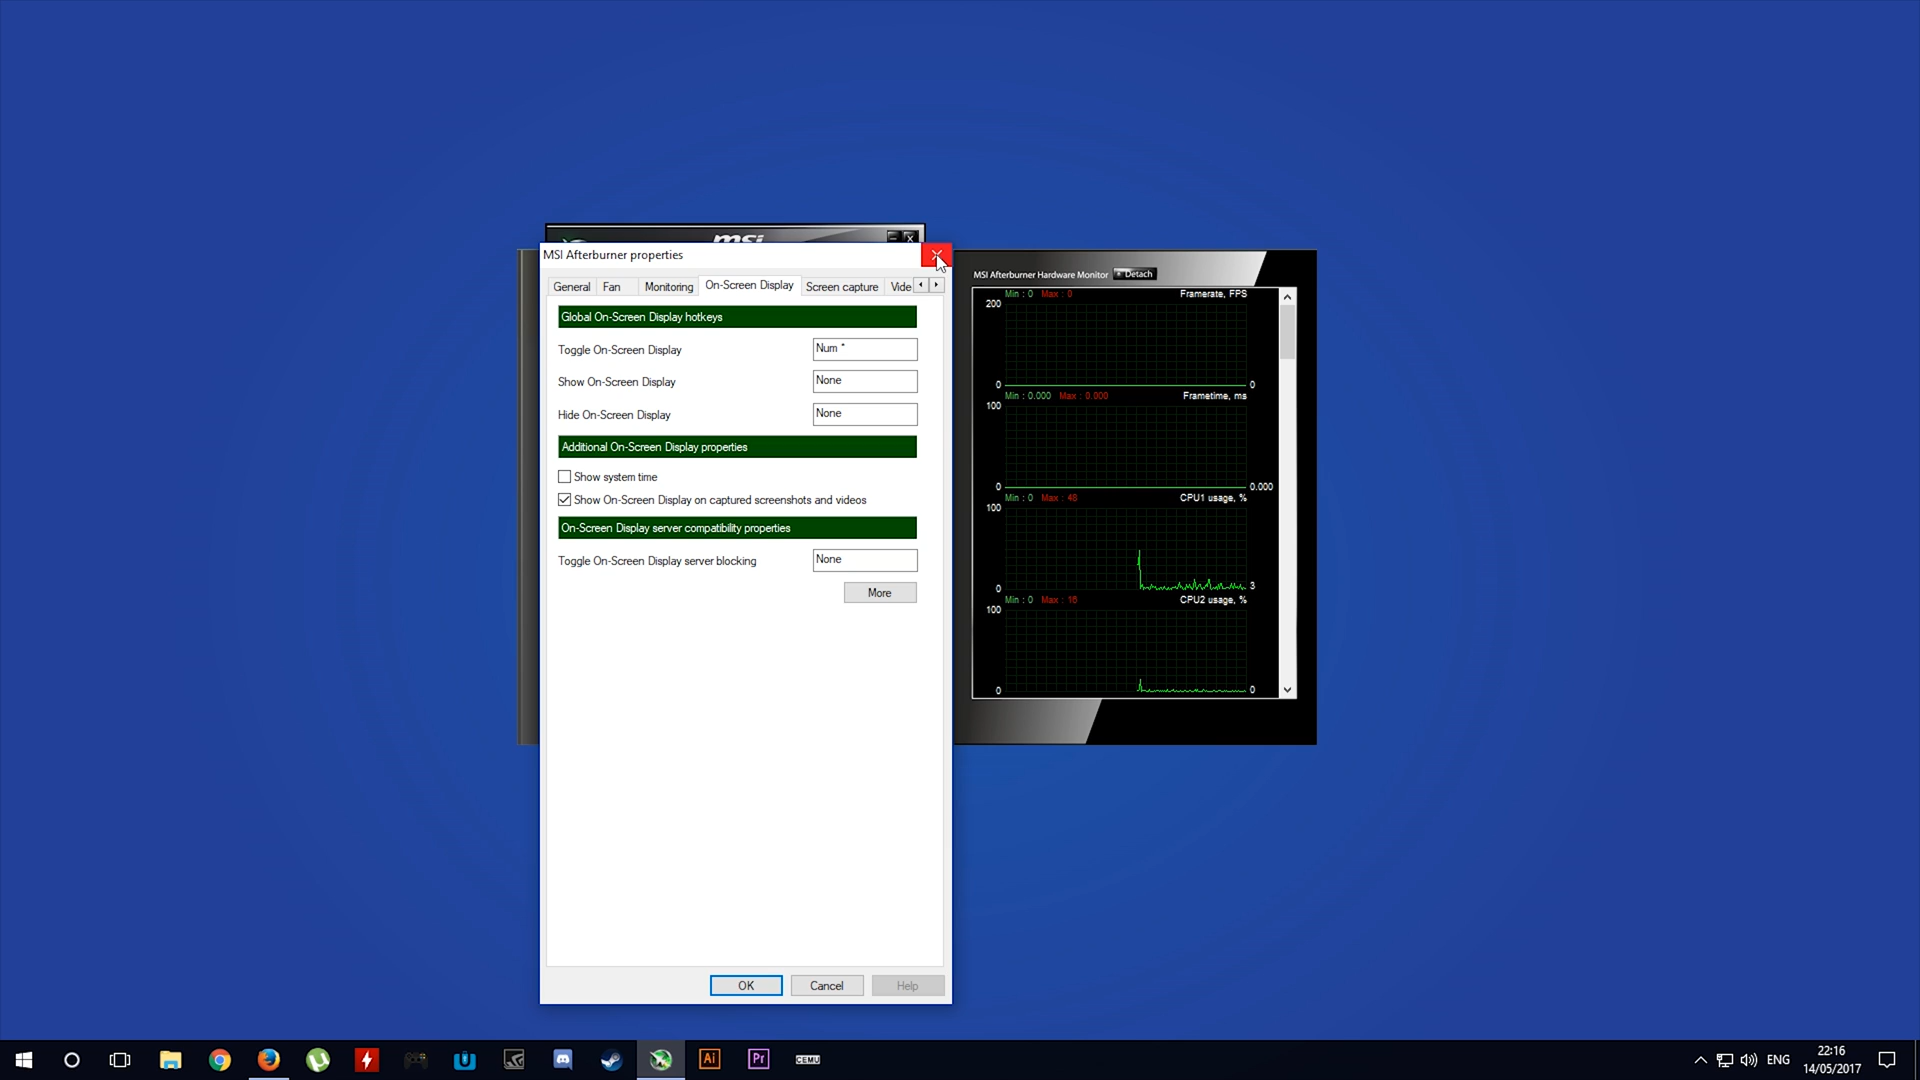 msi
MSI Afterburner properties
General Fan Monitoring On-Screen Display Screen capture Vide
Global On-Screen Display hotkeys
Toggle On-Screen Display Num *
Show On-Screen Display None
Hide On-Screen Display None
Additional On-Screen Display properties
Show system time
Show On-Screen Display on captured screenshots and videos
On-Screen Display server compatibility properties
Toggle On-Screen Display server blocking None
More
OK Cancel Help
MSI Afterburner Hardware Monitor Detach
Min : 0 Max : 0 Framerate, FPS
200
0 0
Min : 0.000 Max : 0.000 Frametime, ms
100
0 0.000
Min : 0 Max : 48 CPU1 usage, %
100
0 3
Min : 0 Max : 18 CPU2 usage, %
100
0 0
Ai Pr CEMU
ENG
22:16
14/05/2017